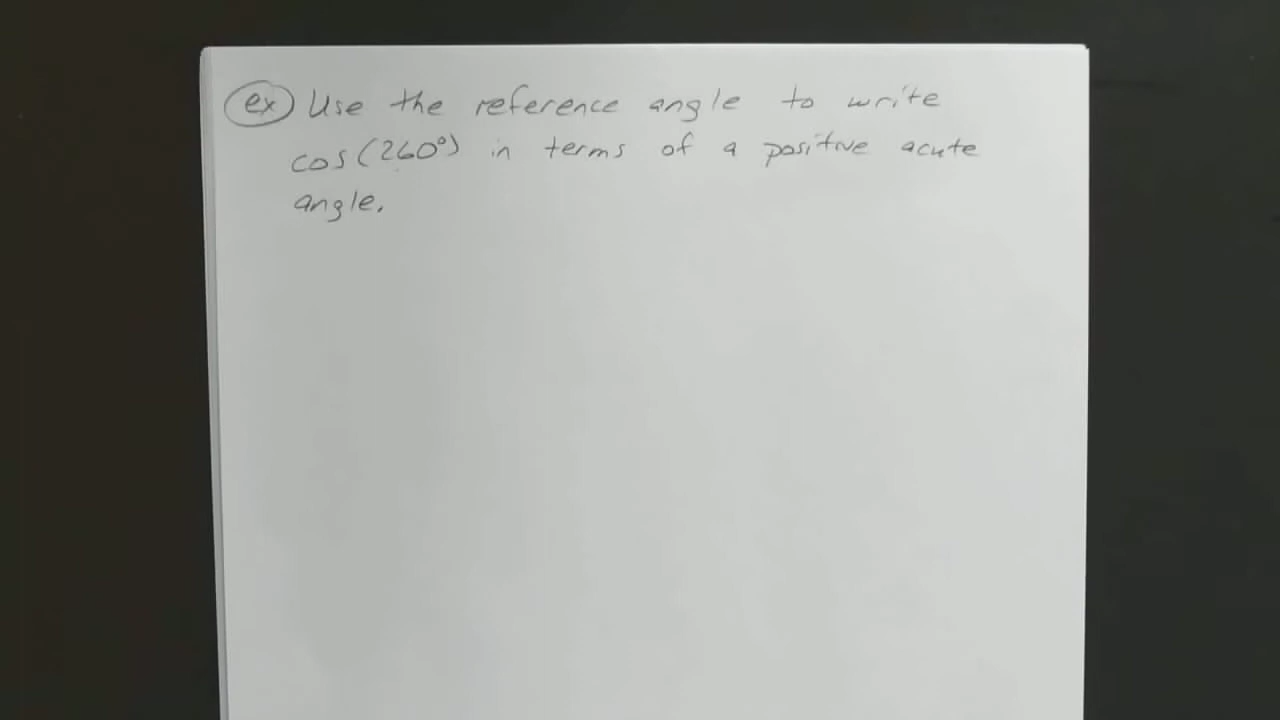 ex Use the reference angle to write
cos(260°) in terms of a positive acute
angle.